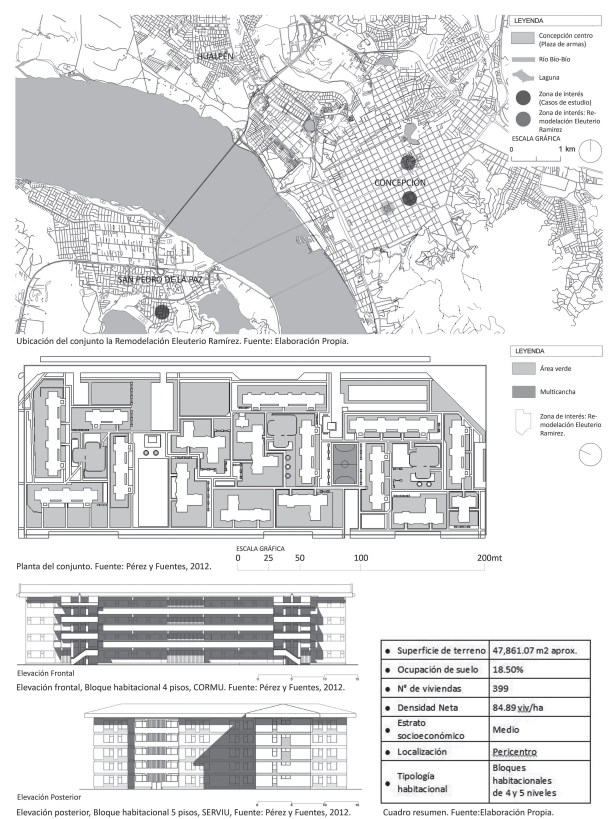 LEYENDA
Concepción centro
(Plaza de armas)
Río Bío-Bío
Laguna
Zona de interés
(Casos de estudio)
Zona de interés: Re-
modelación Eleuterio
Ramírez
ESCALA GRÁFICA
0 1 km
HUALPÉN
CONCEPCIÓN
SAN PEDRO DE LA PAZ
Ubicación del conjunto la Remodelación Eleuterio Ramírez. Fuente: Elaboración Propia.
LEYENDA
Área verde
Multicancha
Zona de interés: Re-
modelación Eleuterio
Ramirez.
ESCALA GRÁFICA
0 25 50 100 200mt
Planta del conjunto. Fuente: Pérez y Fuentes, 2012.
Elevación Frontal
Elevación frontal, Bloque habitacional 4 pisos, CORMU. Fuente: Pérez y Fuentes, 2012.
Elevación Posterior
Elevación posterior, Bloque habitacional 5 pisos, SERVIU, Fuente: Pérez y Fuentes, 2012.
• Superficie de terreno 47,861.07 m2 aprox.
• Ocupación de suelo 18.50%
• N° de viviendas 399
• Densidad Neta 84.89 viv/ha
• Estrato socioeconómico Medio
• Localización Pericentro
• Tipología habitacional Bloques habitacionales de 4 y 5 niveles
Cuadro resumen. Fuente:Elaboración Propia.